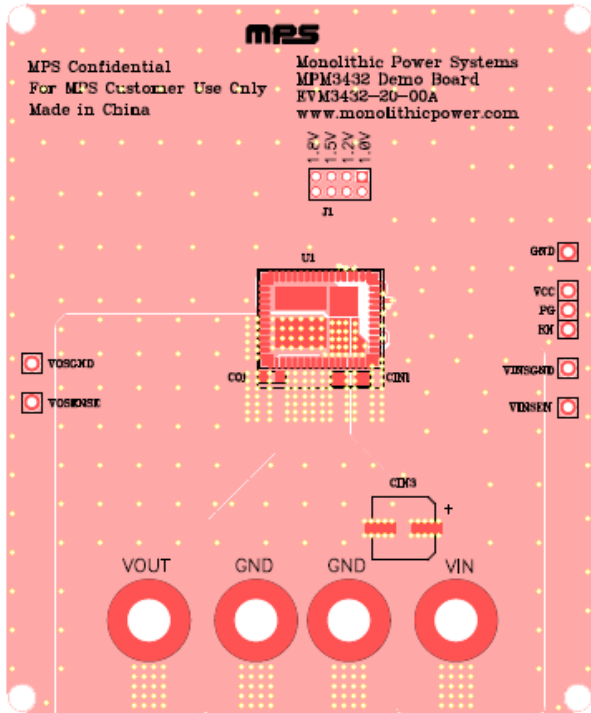 mps
MPS Confidential
For MPS Customer Use Only
Made in China
Monolithic Power Systems
MPM3432 Demo Board
EVM3432-20-00A
www.monolithicpower.com
1.8V
1.5V
1.2V
1.0V
J1
U1
GND
VCC
PG
EN
VOSGND
VOSENSE
CO1
CIN1
VINSGND
VINSEN
CIN3
+
VOUT
GND
GND
VIN